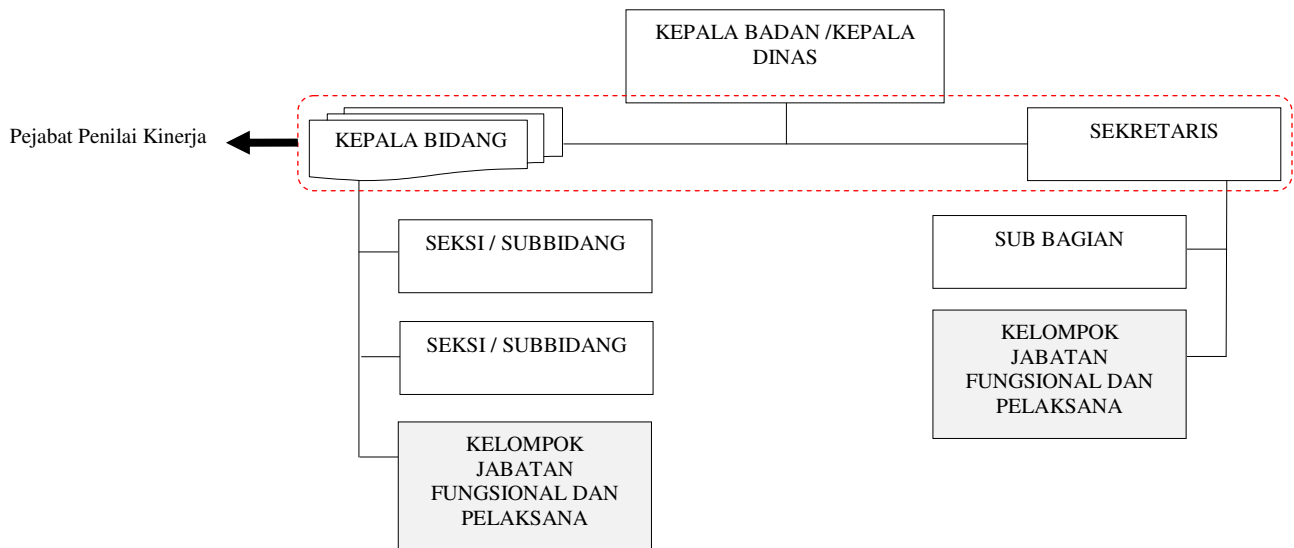 KEPALA BADAN /KEPALA
DINAS
Pejabat Penilai Kinerja
KEPALA BIDANG
SEKRETARIS
SEKSI / SUBBIDANG
SUB BAGIAN
SEKSI / SUBBIDANG
KELOMPOK
JABATAN
FUNGSIONAL DAN
PELAKSANA
KELOMPOK
JABATAN
FUNGSIONAL DAN
PELAKSANA